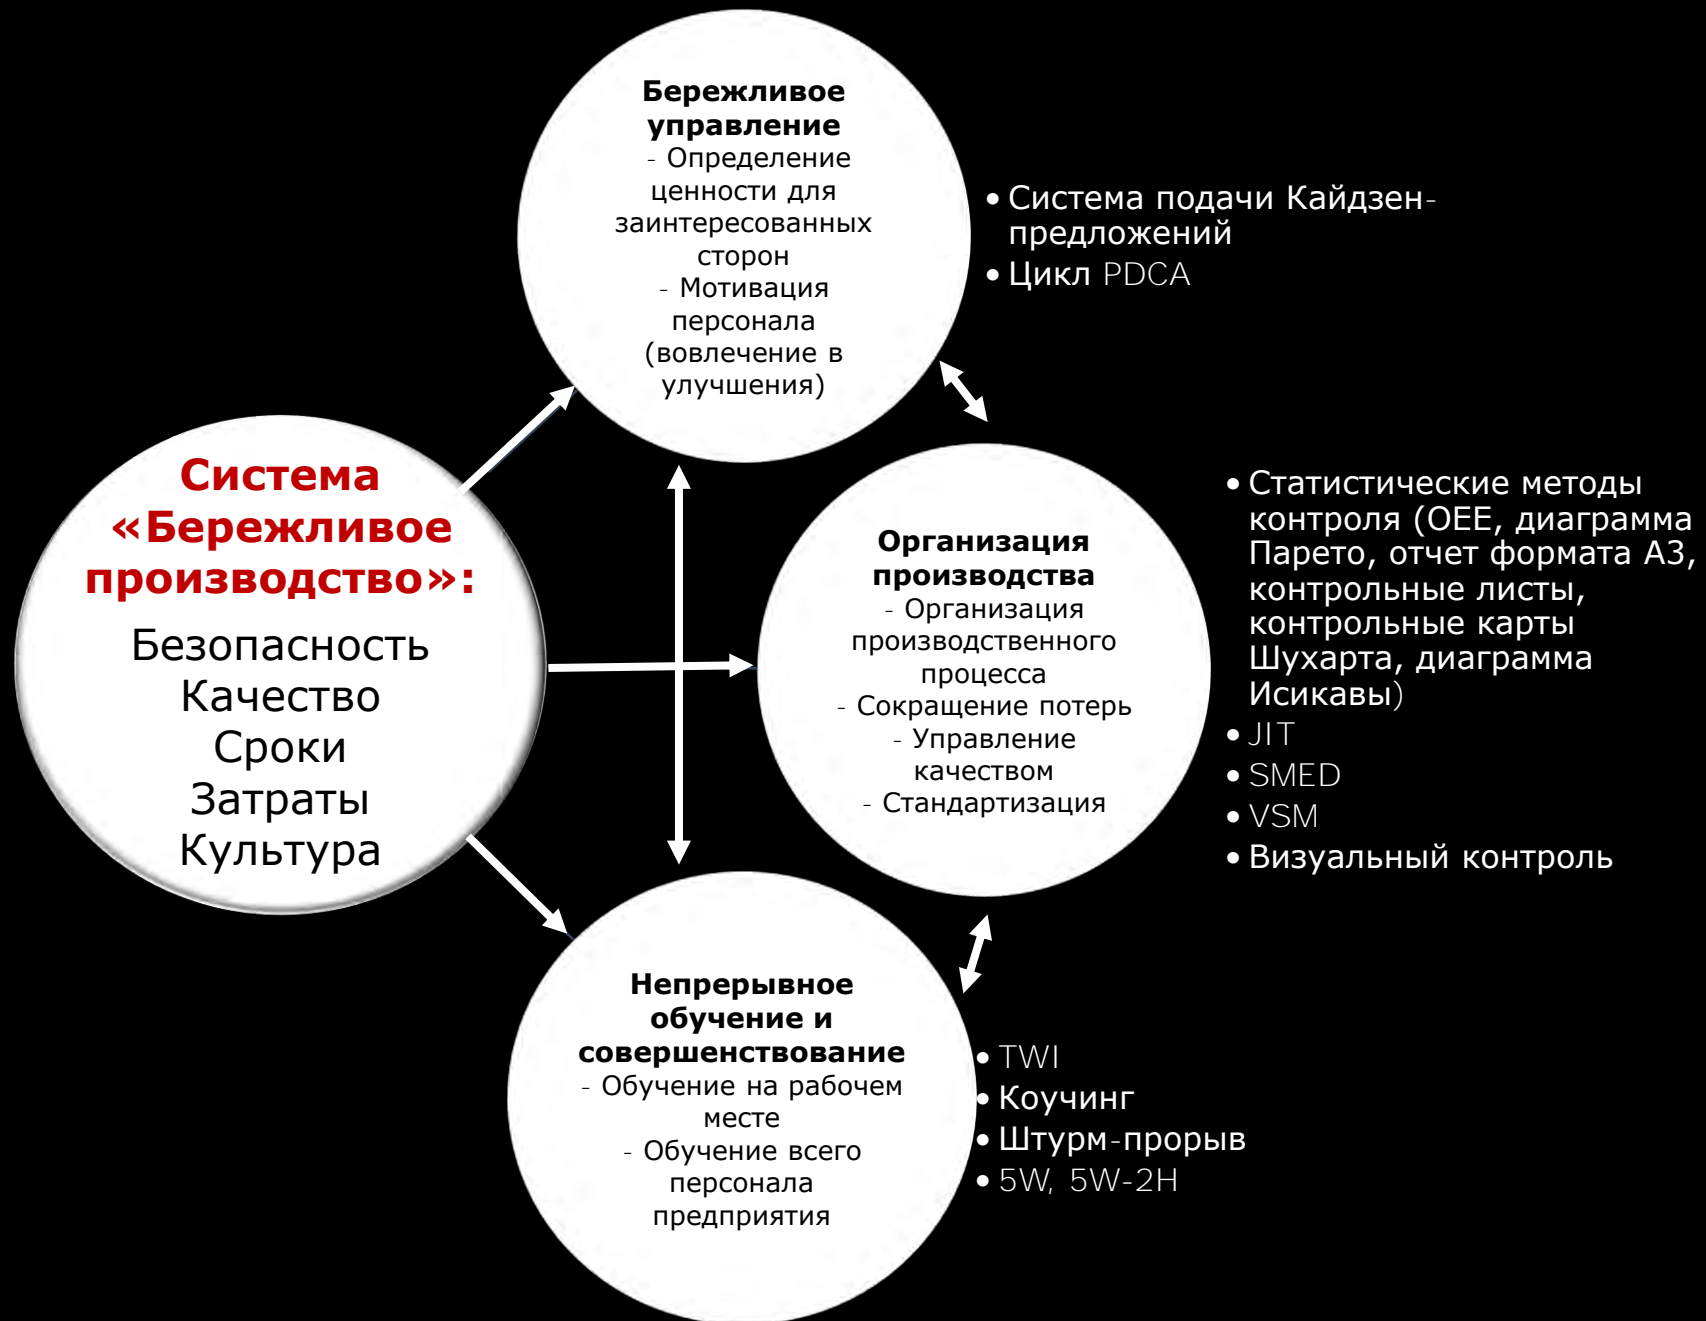 Бережливое
управление
- Определение
ценности для
заинтересованных
сторон
- Мотивация
персонала
(вовлечение в
улучшения)
• Система подачи Кайдзен-
предложений
• Цикл PDCA
Система
«Бережливое
производство»:
Безопасность
Качество
Сроки
Затраты
Культура
Организация
производства
- Организация
производственного
процесса
- Сокращение потерь
- Управление
качеством
- Стандартизация
• Статистические методы
контроля (OEE, диаграмма
Парето, отчет формата А3,
контрольные листы,
контрольные карты
Шухарта, диаграмма
Исикавы)
• JIT
• SMED
• VSM
• Визуальный контроль
Непрерывное
обучение и
совершенствование
- Обучение на рабочем
месте
- Обучение всего
персонала
предприятия
• TWI
• Коучинг
• Штурм-прорыв
• 5W, 5W-2H